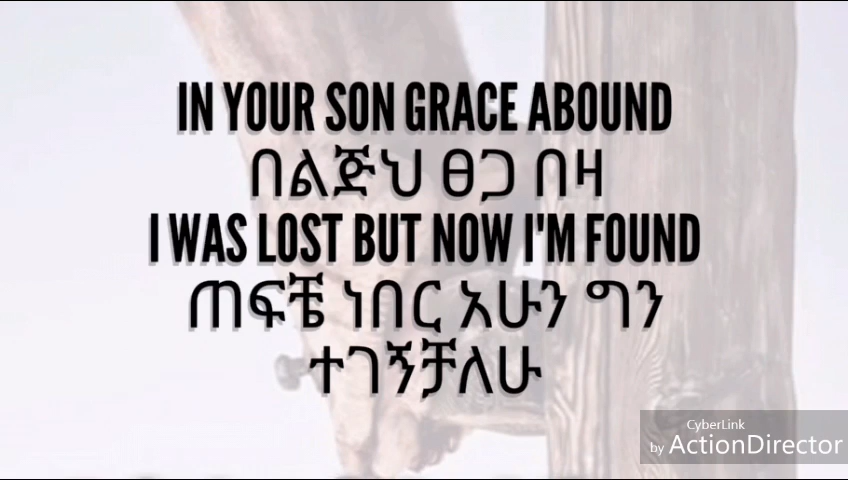 IN YOUR SON GRACE ABOUND
በልጅህ ፀጋ በዛ
I WAS LOST BUT NOW I'M FOUND
ጠፍቼ ነበር አሁን ግን
ተገኝቻለሁ
CyberLink
by ActionDirector